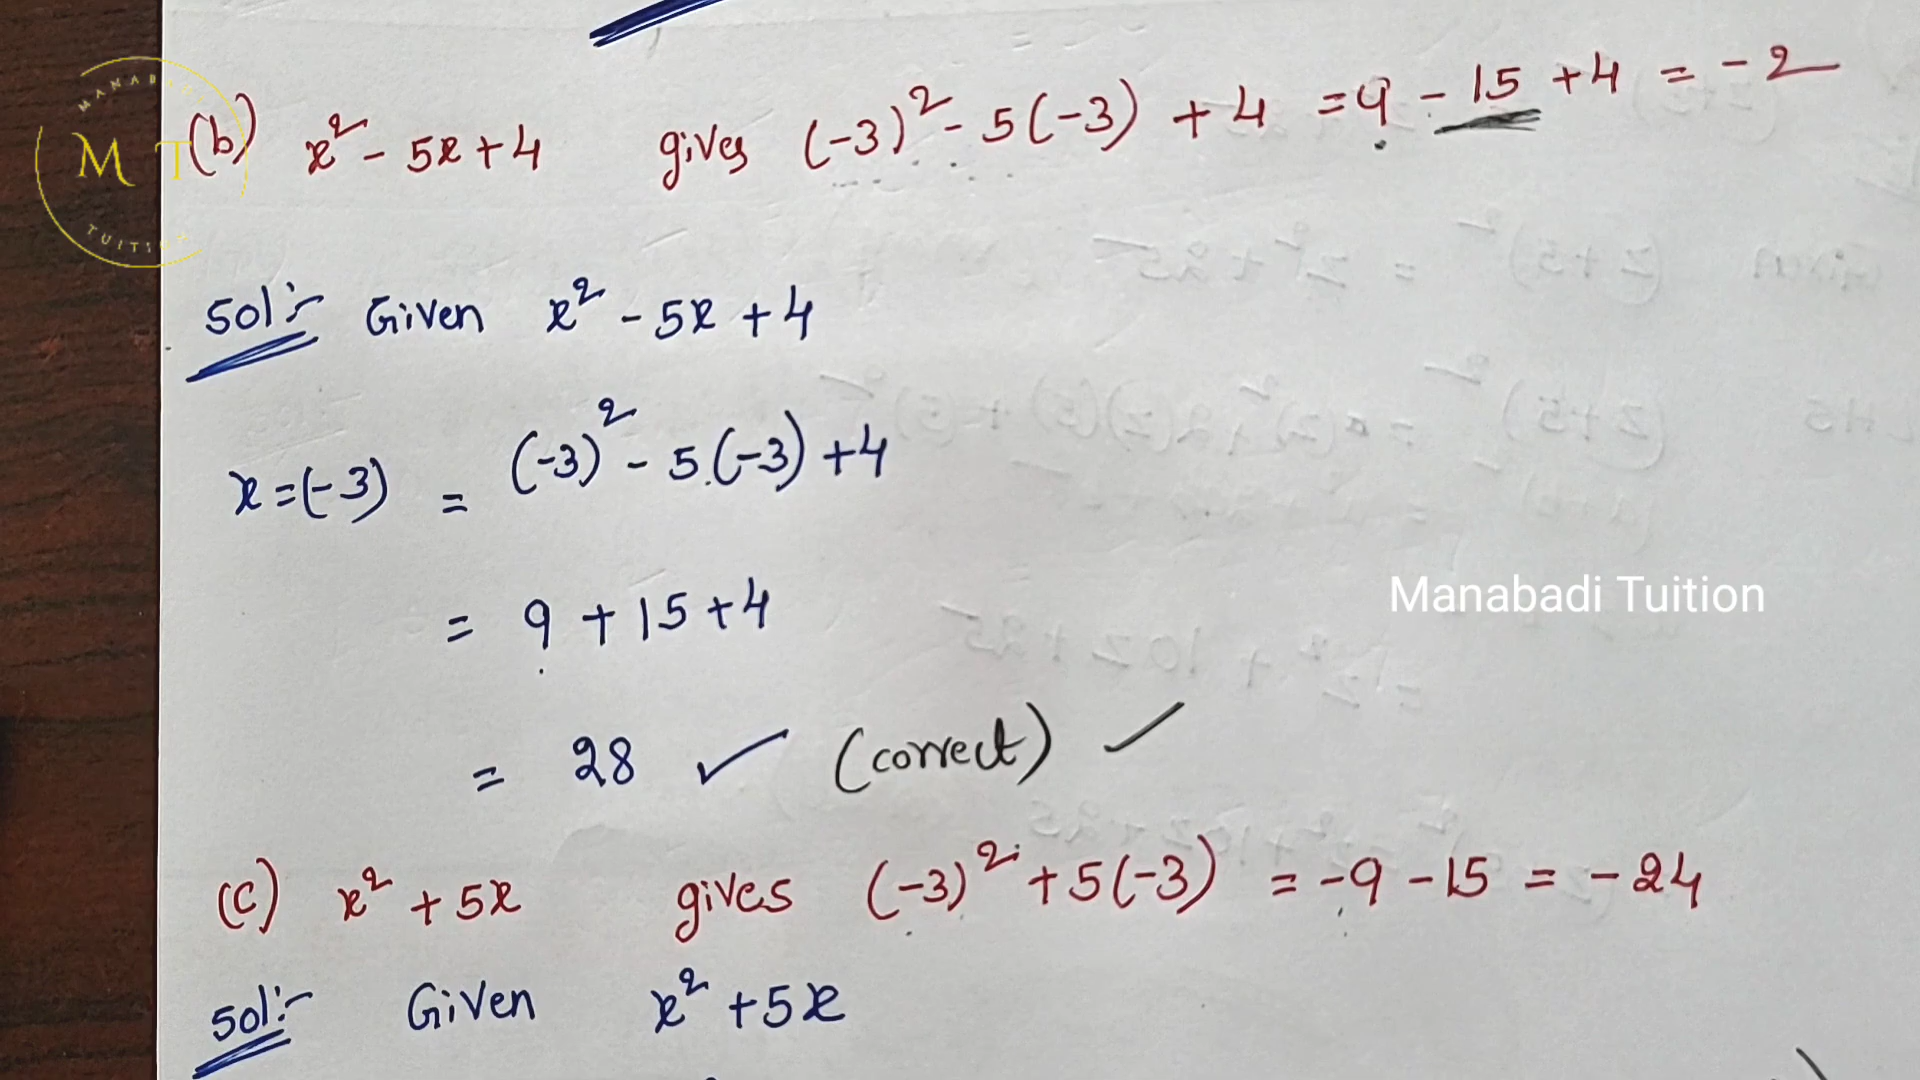 MANABADI
M T
TUITION
(b) x² - 5x + 4 gives (-3)² - 5(-3) + 4 = 9 - 15 + 4 = -2
Sol:- Given x² - 5x + 4
x = (-3) = (-3)² - 5.(-3) + 4
= 9 + 15 + 4
Manabadi Tuition
= 28 ✓ (correct) ✓
(c) x² + 5x gives (-3)² + 5(-3) = -9 - 15 = -24
Sol:- Given x² + 5x